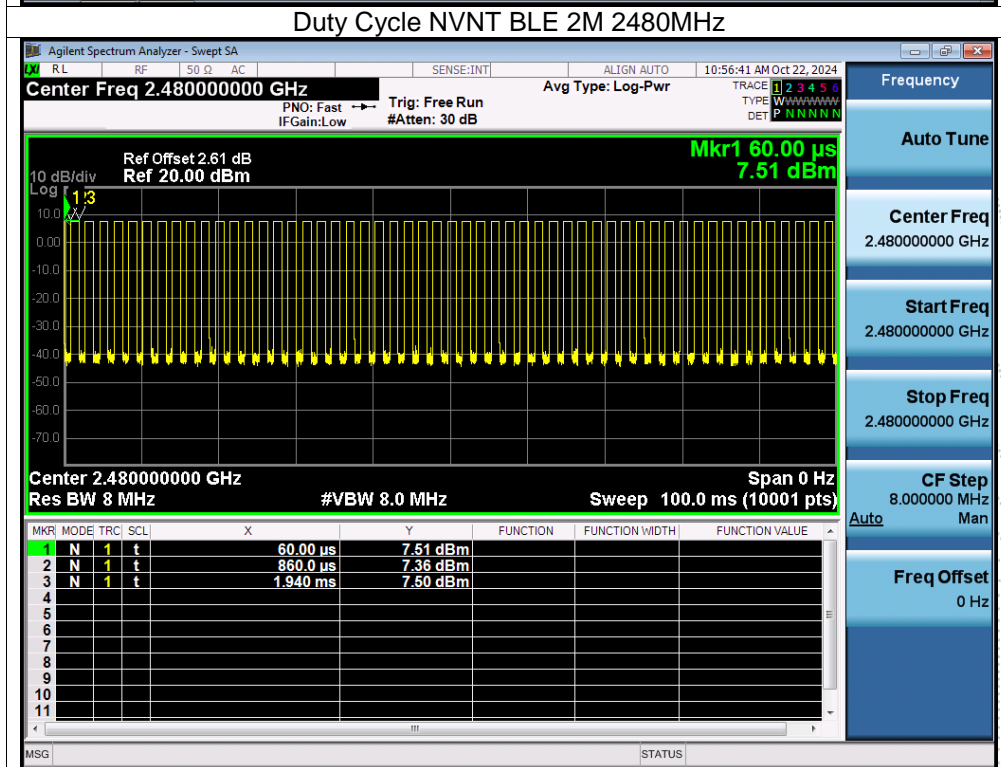 Duty Cycle NVNT BLE 2M 2480MHz
Agilent Spectrum Analyzer - Swept SA
LXI RL RF 50 Ω AC SENSE:INT ALIGN AUTO 10:56:41 AM Oct 22, 2024
Center Freq 2.480000000 GHz Avg Type: Log-Pwr TRACE 1 2 3 4 5 6
PNO: Fast Trig: Free Run TYPE WWWWWWW
IFGain:Low #Atten: 30 dB DET P N N N N N
Frequency
Mkr1 60.00 µs
Ref Offset 2.61 dB
10 dB/div Ref 20.00 dBm 7.51 dBm
Log
1 2 3
10.0
0.00
-10.0
-20.0
-30.0
-40.0
-50.0
-60.0
-70.0
Center 2.480000000 GHz Span 0 Hz
Res BW 8 MHz #VBW 8.0 MHz Sweep 100.0 ms (10001 pts)
MKR MODE TRC SCL X Y FUNCTION FUNCTION WIDTH FUNCTION VALUE
1 N 1 t 60.00 µs 7.51 dBm
2 N 1 t 860.0 µs 7.36 dBm
3 N 1 t 1.940 ms 7.50 dBm
4
5
6
7
8
9
10
11
MSG STATUS
Auto Tune
Center Freq
2.480000000 GHz
Start Freq
2.480000000 GHz
Stop Freq
2.480000000 GHz
CF Step
8.000000 MHz
Auto Man
Freq Offset
0 Hz